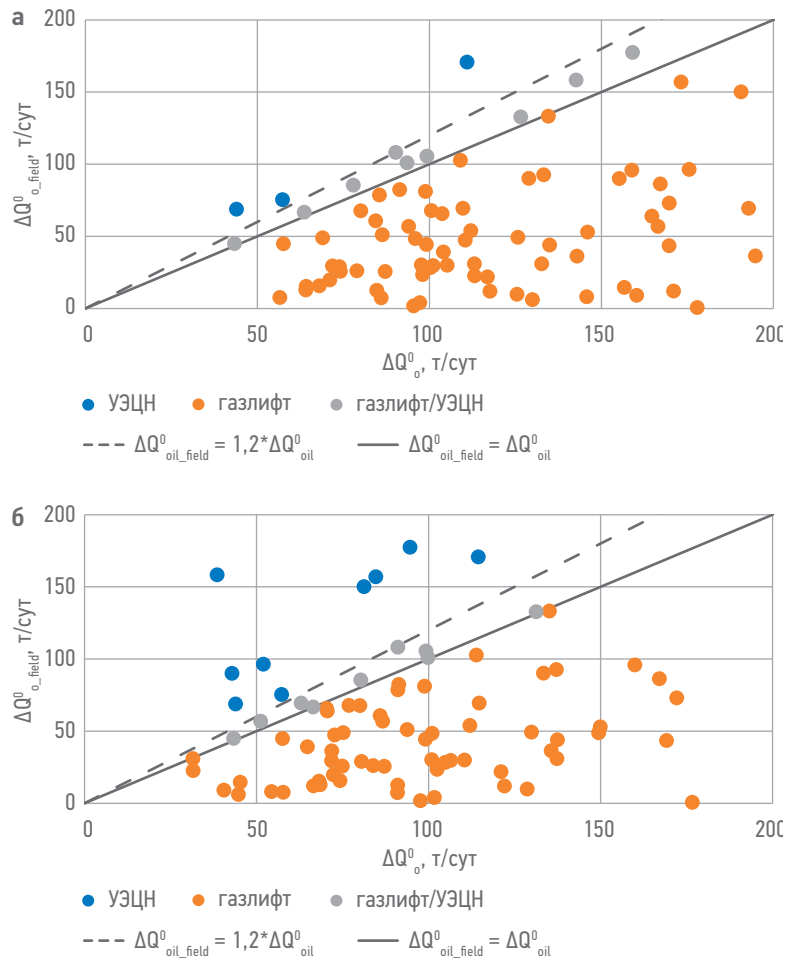 а
200
150
100
50
0
ΔQ⁰o_field, т/сут
0 50 100 150 200
ΔQ⁰o, т/сут
УЭЦН газлифт газлифт/УЭЦН
ΔQ⁰oil_field = 1,2*ΔQ⁰oil ΔQ⁰oil_field = ΔQ⁰oil
б
200
150
100
50
0
ΔQ⁰o_field, т/сут
0 50 100 150 200
ΔQ⁰o, т/сут
УЭЦН газлифт газлифт/УЭЦН
ΔQ⁰oil_field = 1,2*ΔQ⁰oil ΔQ⁰oil_field = ΔQ⁰oil